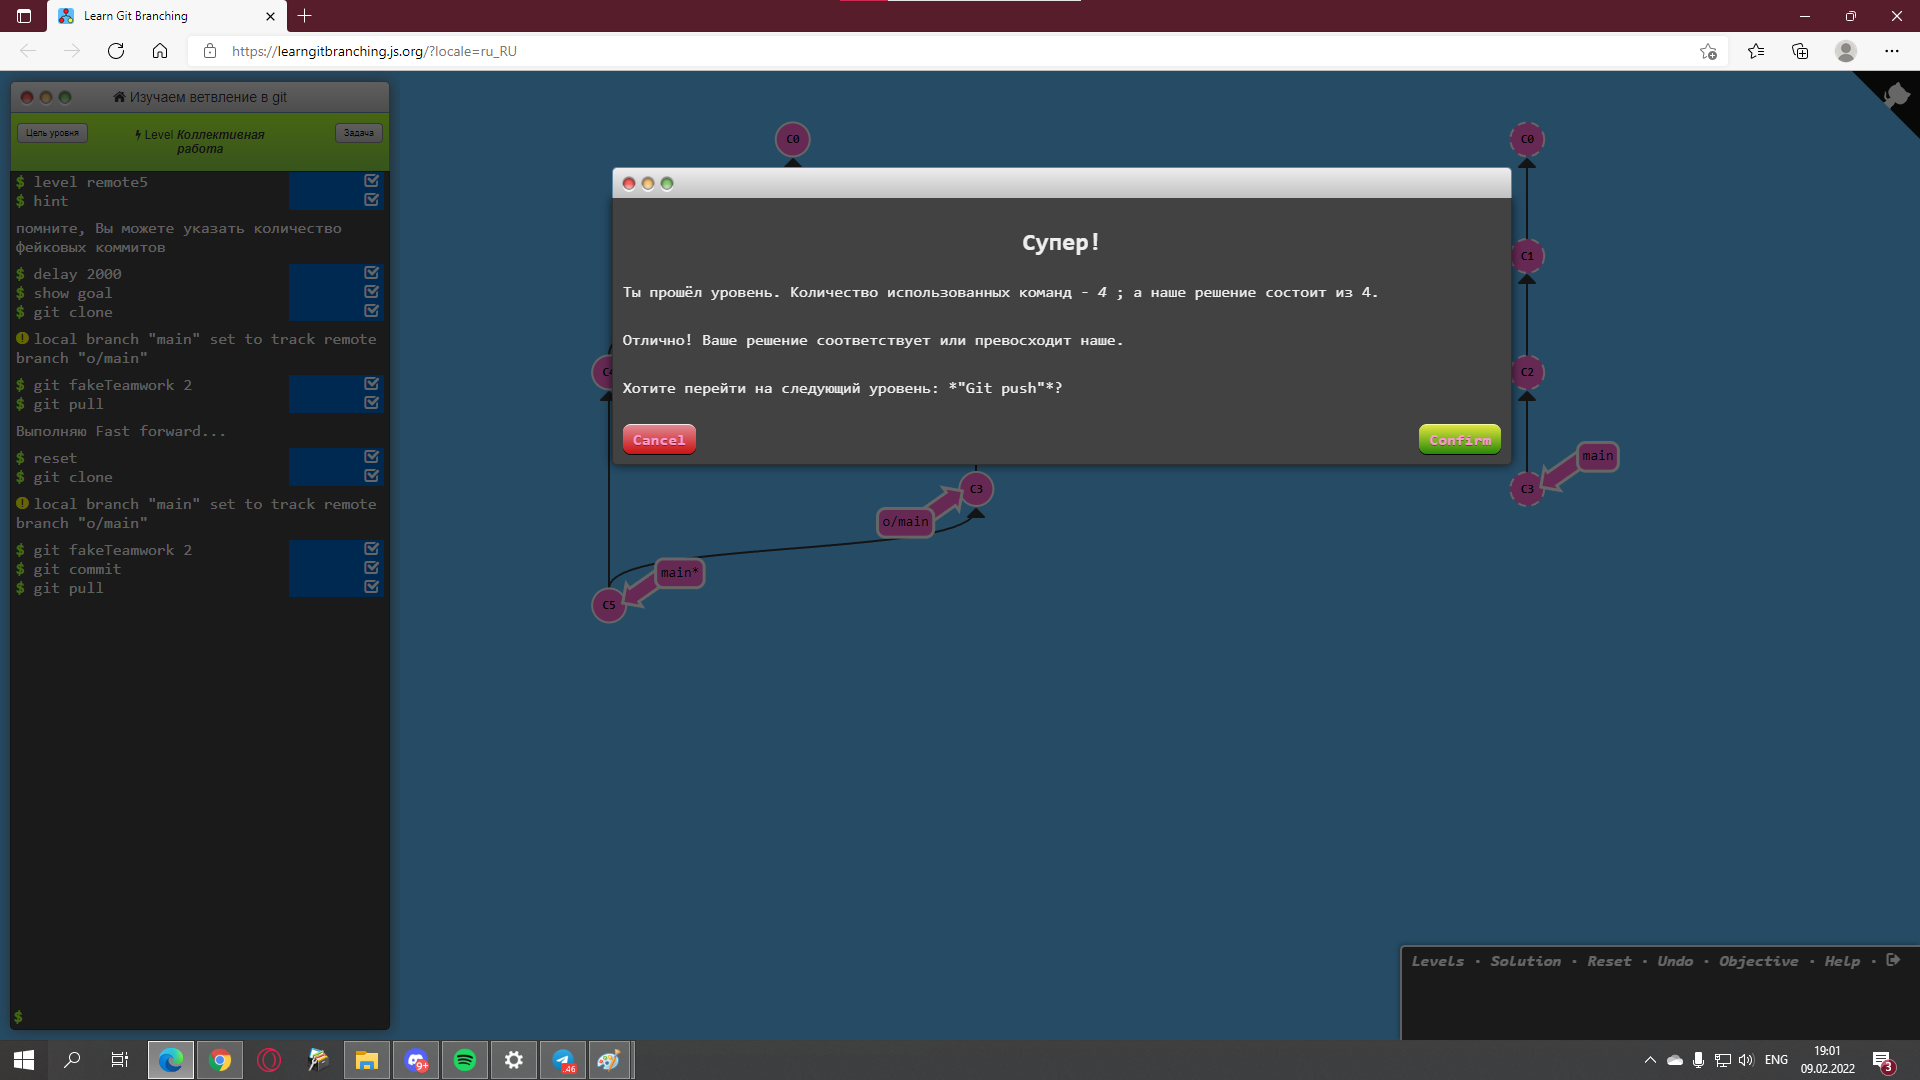 Learn Git Branching
https://learngitbranching.js.org/?locale=ru_RU
Изучаем ветвление в git
Цель уровня
Level Коллективная
работа
Задача
$ level remote5
$ hint
помните, Вы можете указать количество
фейковых коммитов
$ delay 2000
$ show goal
$ git clone
local branch "main" set to track remote
branch "o/main"
$ git fakeTeamwork 2
$ git pull
Выполняю Fast forward...
$ reset
$ git clone
local branch "main" set to track remote
branch "o/main"
$ git fakeTeamwork 2
$ git commit
$ git pull
$
C0
C0
Супер!
C1
Ты прошёл уровень. Количество использованных команд - 4 ; а наше решение состоит из 4.
Отлично! Ваше решение соответствует или превосходит наше.
C2
Хотите перейти на следующий уровень: *"Git push"*?
Cancel
Confirm
main
C3
C3
o/main
main*
C5
Levels · Solution · Reset · Undo · Objective · Help ·
9+
.46
ENG
19:01
09.02.2022
3